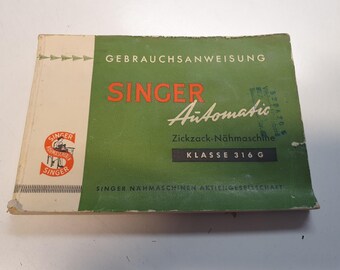 GEBRAUCHSANWEISUNG
SINGER
Automatic
Zickzack-Nähmaschine
KLASSE 316 G
SINGER
SINGER
SINGER NÄHMASCHINEN AKTIENGESELLSCHAFT